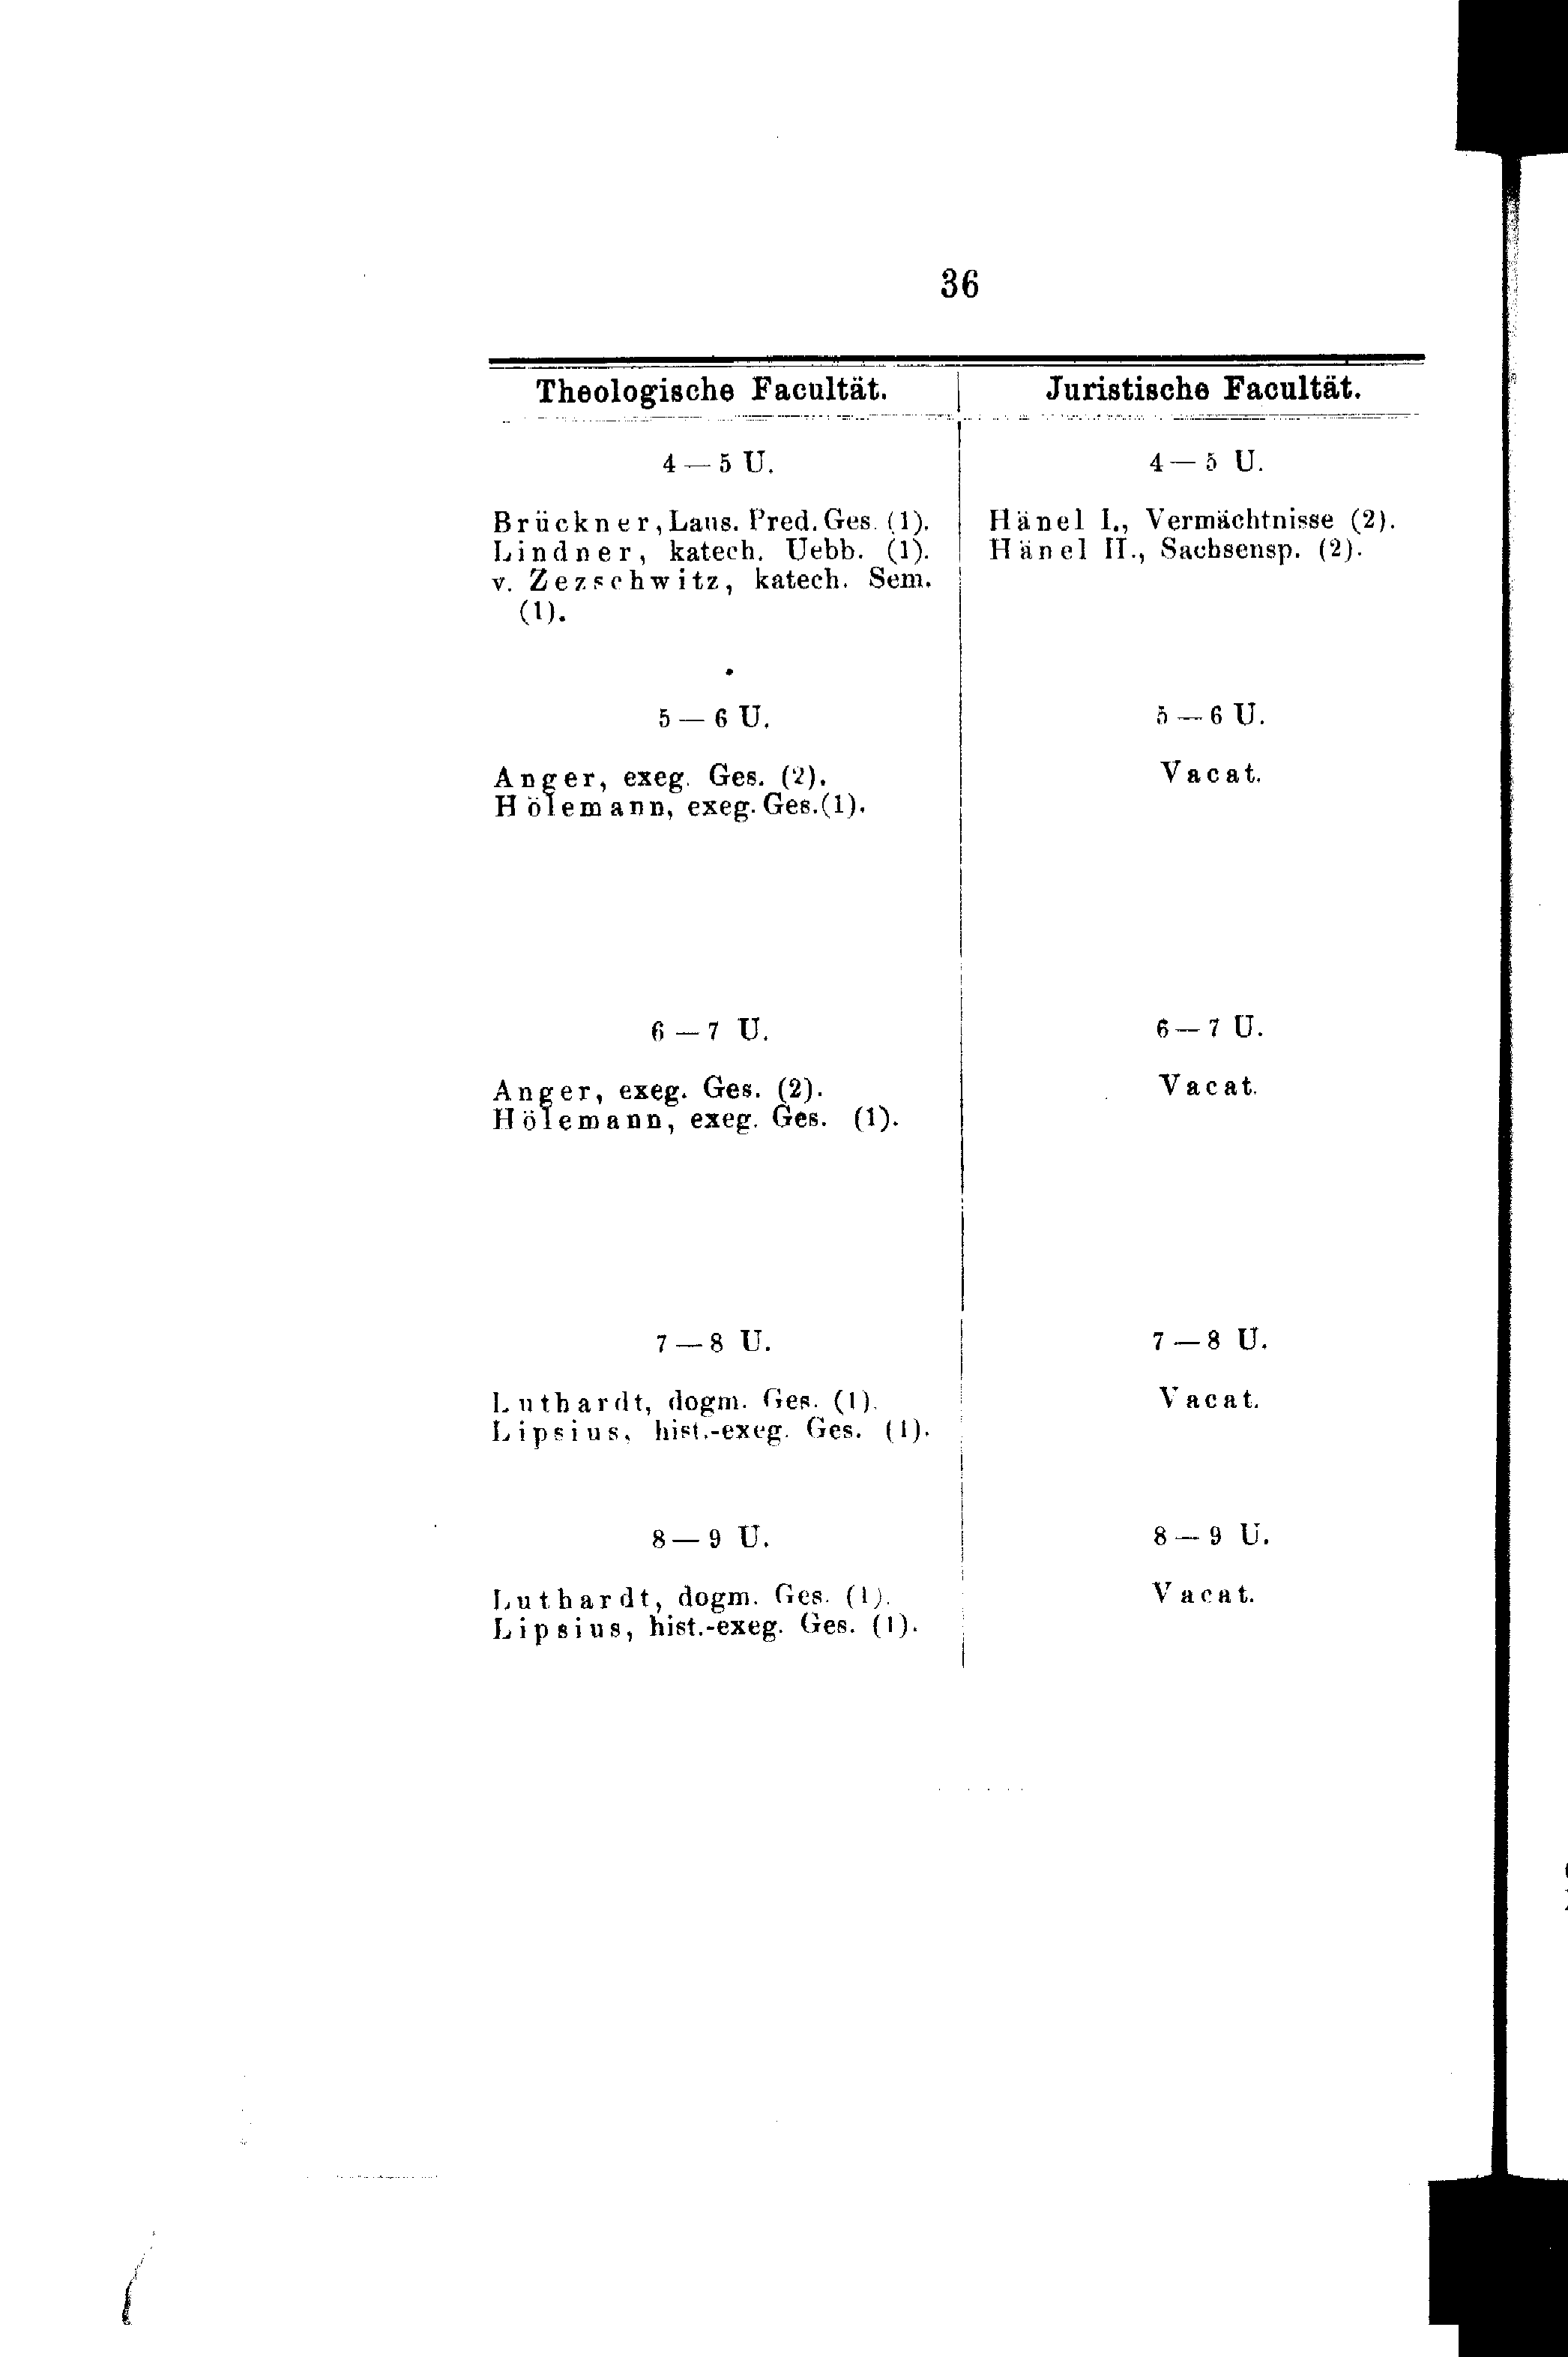 36
Theologische Facultät.
4 — 5 U.
Brückner, Laus. Pred. Ges. (1).
Lindner, katech. Uebb. (1).
v. Zezschwitz, katech. Sem.
(1).
5 — 6 U.
Anger, exeg. Ges. (2).
Hölemann, exeg. Ges. (1).
6 — 7 U.
Anger, exeg. Ges. (2).
Hölemann, exeg. Ges. (1).
7 — 8 U.
Luthardt, dogm. Ges. (1).
Lipsius, hist.-exeg. Ges. (1).
8 — 9 U.
Luthardt, dogm. Ges. (1).
Lipsius, hist.-exeg. Ges. (1).
Juristische Facultät.
4 — 5 U.
Hänel I., Vermächtnisse (2).
Hänel II., Sachsensp. (2).
5 — 6 U.
Vacat.
6 — 7 U.
Vacat.
7 — 8 U.
Vacat.
8 — 9 U.
Vacat.